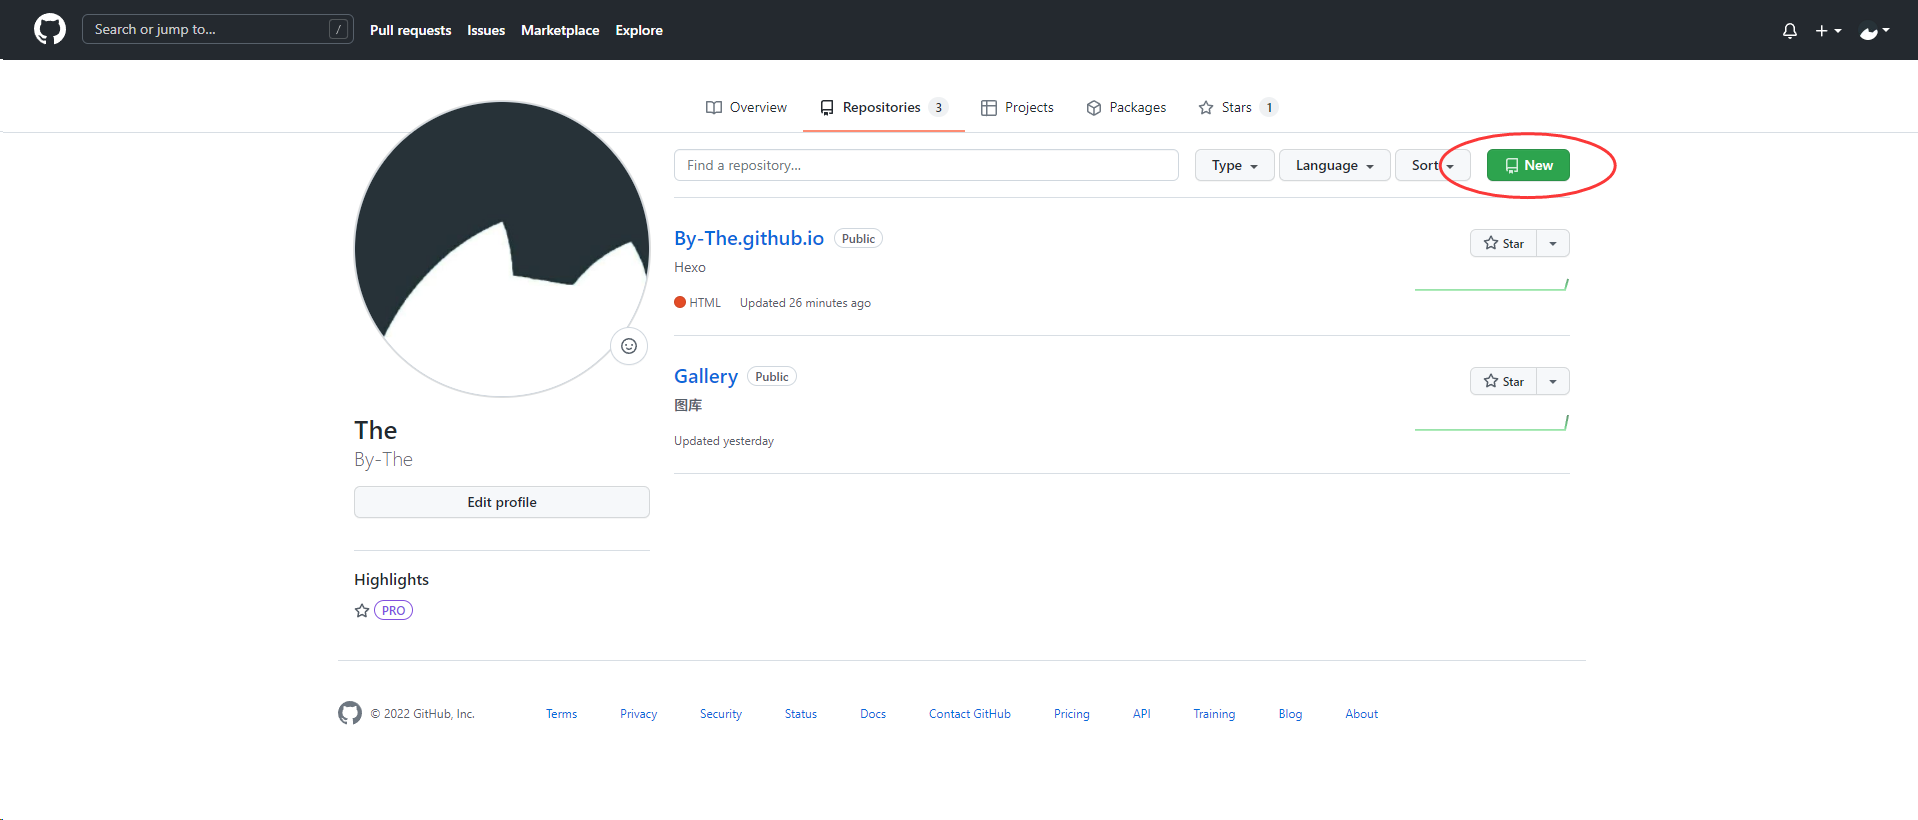 Search or jump to... /
Pull requests Issues Marketplace Explore
Overview Repositories 3 Projects Packages Stars 1
Find a repository... Type Language Sort New
By-The.github.io Public
Star
Hexo
HTML Updated 26 minutes ago
Gallery Public
Star
图库
Updated yesterday
The
By-The
Edit profile
Highlights
PRO
© 2022 GitHub, Inc. Terms Privacy Security Status Docs Contact GitHub Pricing API Training Blog About